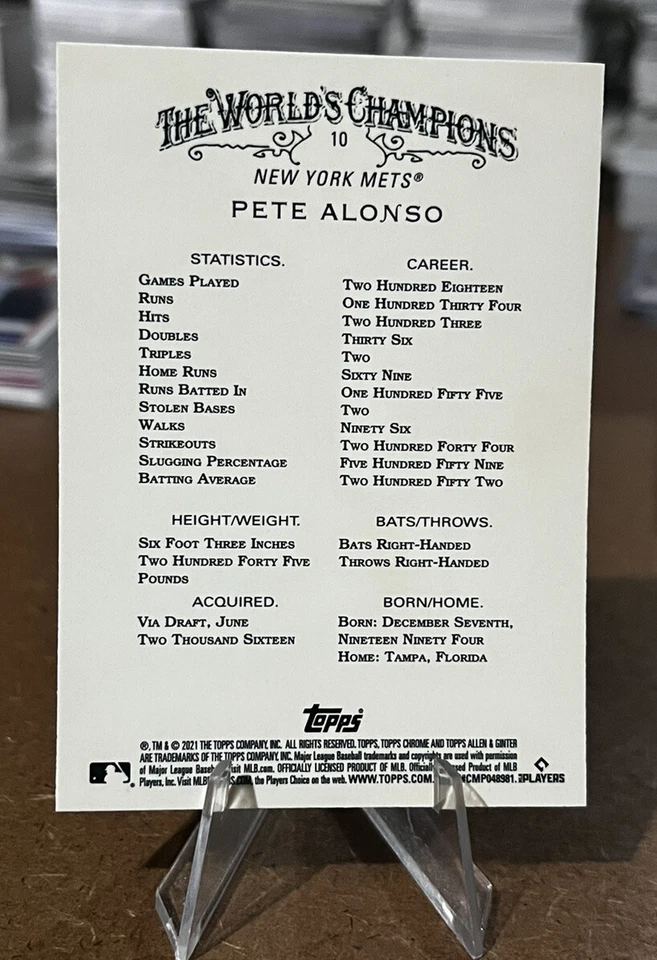 THE WORLD'S CHAMPIONS
10
NEW YORK METS®
PETE ALONSO
STATISTICS.
GAMES PLAYED
RUNS
HITS
DOUBLES
TRIPLES
HOME RUNS
RUNS BATTED IN
STOLEN BASES
WALKS
STRIKEOUTS
SLUGGING PERCENTAGE
BATTING AVERAGE
CAREER.
TWO HUNDRED EIGHTEEN
ONE HUNDRED THIRTY FOUR
TWO HUNDRED THREE
THIRTY SIX
TWO
SIXTY NINE
ONE HUNDRED FIFTY FIVE
TWO
NINETY SIX
TWO HUNDRED FORTY FOUR
FIVE HUNDRED FIFTY NINE
TWO HUNDRED FIFTY TWO
HEIGHT/WEIGHT.
SIX FOOT THREE INCHES
TWO HUNDRED FORTY FIVE
POUNDS
BATS/THROWS.
BATS RIGHT-HANDED
THROWS RIGHT-HANDED
ACQUIRED.
VIA DRAFT, JUNE
TWO THOUSAND SIXTEEN
BORN/HOME.
BORN: DECEMBER SEVENTH,
NINETEEN NINETY FOUR
HOME: TAMPA, FLORIDA
topps®
®, TM & © 2021 THE TOPPS COMPANY, INC. ALL RIGHTS RESERVED. TOPPS, TOPPS CHROME AND TOPPS ALLEN & GINTER
ARE TRADEMARKS OF THE TOPPS COMPANY, INC. Major League Baseball trademarks and copyrights are used with permission
of Major League Visit MLB.com. OFFICIALLY LICENSED PRODUCT OF MLB. Product of MLB
Players, Inc. Visit the Players Choice on the web. WWW.TOPPS.COM. #CMP048981. PLAYERS